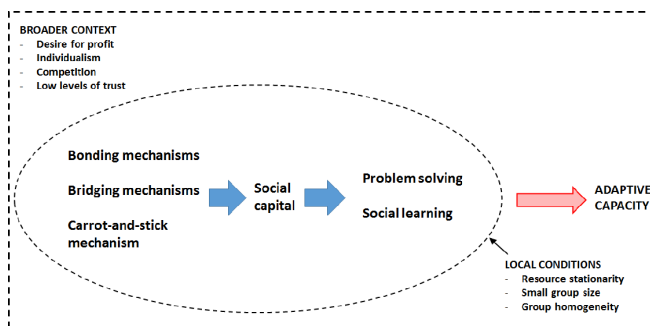 BROADER CONTEXT
- Desire for profit
- Individualism
- Competition
- Low levels of trust
Bonding mechanisms
Bridging mechanisms
Carrot-and-stick
mechanism
Social
capital
Problem solving
Social learning
ADAPTIVE
CAPACITY
LOCAL CONDITIONS
- Resource stationarity
- Small group size
- Group homogeneity